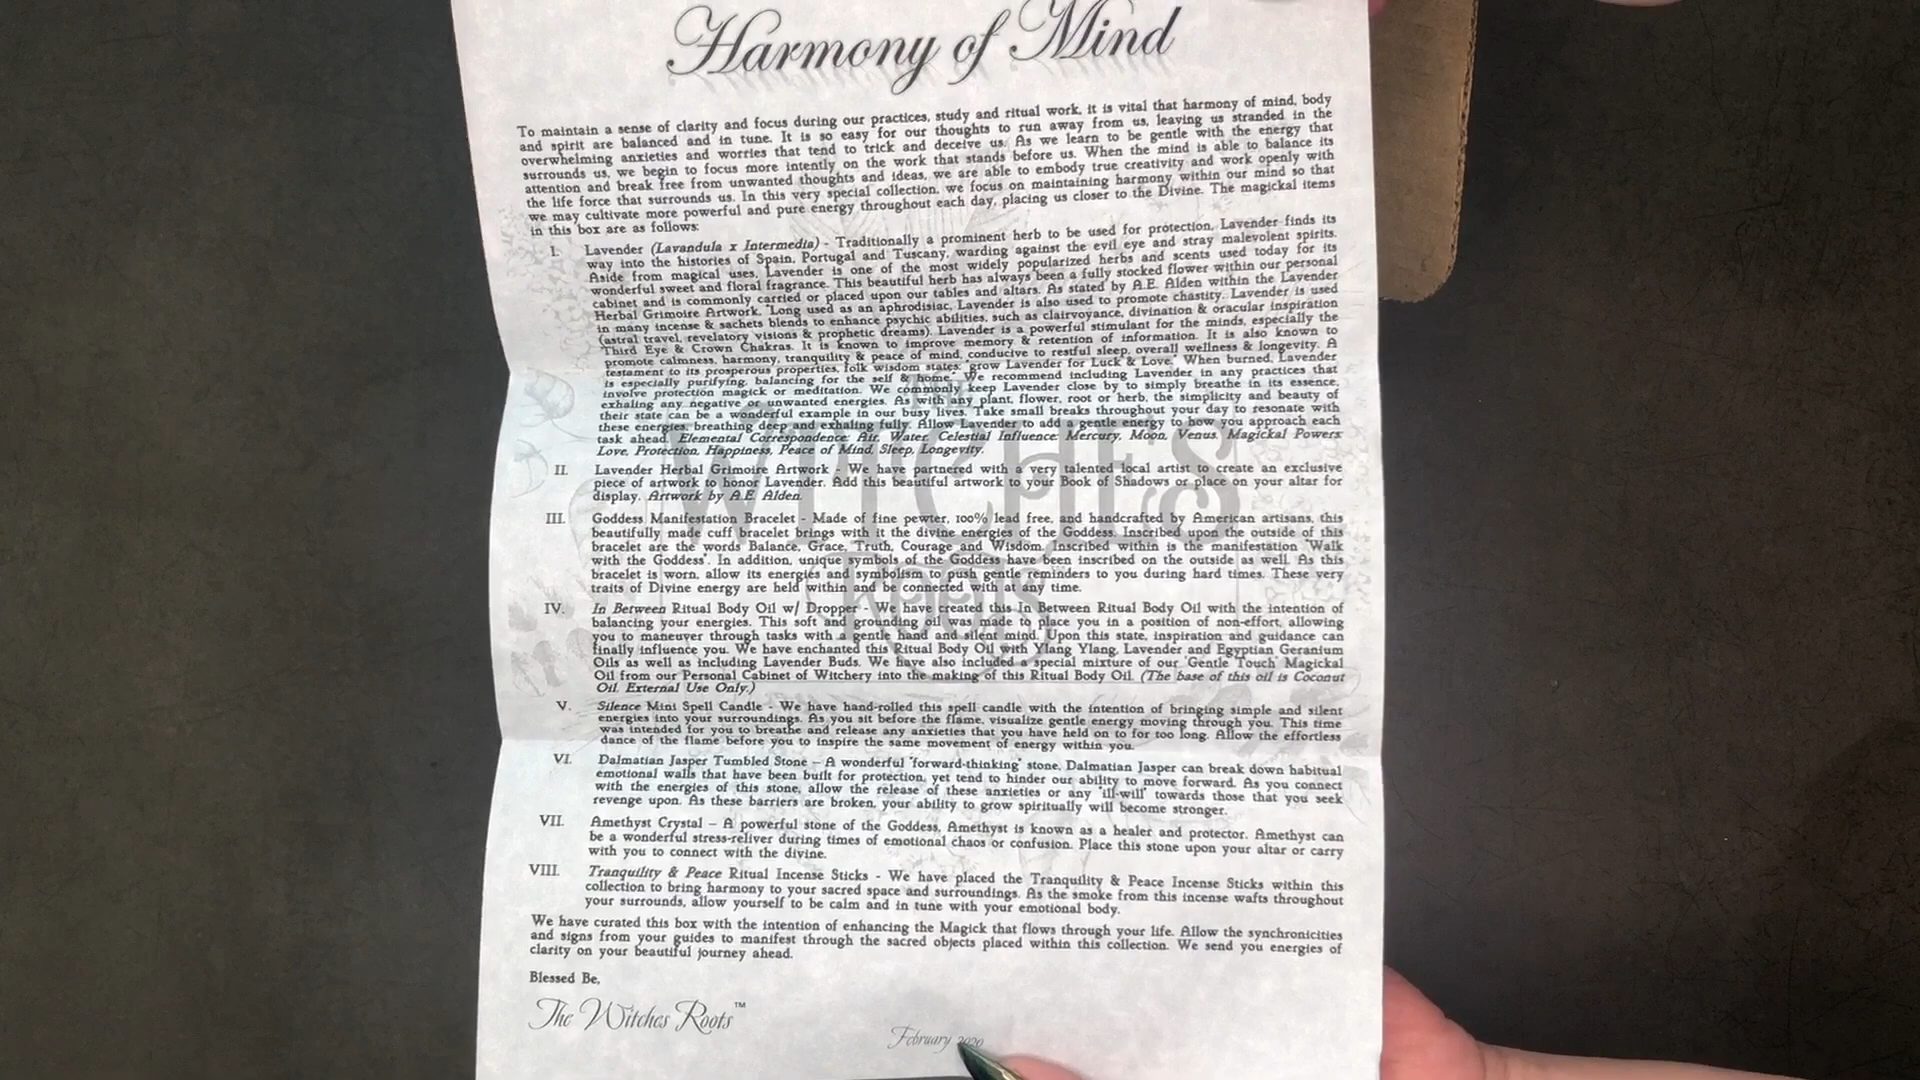 Harmony of Mind
To maintain a sense of clarity and focus during our practices, study and ritual work, it is vital that harmony of mind, body
and spirit are balanced and in tune. It is so easy for our thoughts to run away from us, leaving us stranded in the
overwhelming anxieties and worries that tend to trick and deceive us. As we learn to be gentle with the energy that
surrounds us, we begin to focus more intently on the work that stands before us. When the mind is able to balance its
attention and break free from unwanted thoughts and ideas, we are able to embody true creativity and work openly with
the life force that surrounds us. In this very special collection, we focus on maintaining harmony within our mind so that
we may cultivate more powerful and pure energy throughout each day, placing us closer to the Divine. The magickal items
in this box are as follows:
I. Lavender (Lavandula x Intermedia) - Traditionally a prominent herb to be used for protection, Lavender finds its
way into the histories of Spain, Portugal and Tuscany, warding against the evil eye and stray malevolent spirits.
Aside from magical uses, Lavender is one of the most widely popularized herbs and scents used today for its
wonderful sweet and floral fragrance. This beautiful herb has always been a fully stocked flower within our personal
cabinet and is commonly carried or placed upon our tables and altars. As stated by A.E. Alden within the Lavender
Herbal Grimoire Artwork, "Long used as an aphrodisiac, Lavender is also used to promote chastity. Lavender is used
in many incense & sachets blends to enhance psychic abilities, such as clairvoyance, divination & oracular inspiration
(astral travel, revelatory visions & prophetic dreams). Lavender is a powerful stimulant for the minds, especially the
Third Eye & Crown Chakras. It is known to improve memory & retention of information. It is also known to
promote calmness, harmony, tranquility & peace of mind, conducive to restful sleep, overall wellness & longevity. A
testament to its prosperous properties, folk wisdom states: "grow Lavender for Luck & Love." When burned, Lavender
is especially purifying, balancing for the self & home." We recommend including Lavender in any practices that
involve protection magick or meditation. We commonly keep Lavender close by to simply breathe in its essence,
exhaling any negative or unwanted energies. As with any plant, flower, root or herb, the simplicity and beauty of
their state can be a wonderful example in our busy lives. Take small breaks throughout your day to resonate with
these energies, breathing deep and exhaling fully. Allow Lavender to add a gentle energy to how you approach each
task ahead. Elemental Correspondence: Air, Water. Celestial Influence: Mercury, Moon, Venus. Magickal Powers:
Love, Protection, Happiness, Peace of Mind, Sleep, Longevity.
II. Lavender Herbal Grimoire Artwork - We have partnered with a very talented local artist to create an exclusive
piece of artwork to honor Lavender. Add this beautiful artwork to your Book of Shadows or place on your altar for
display. Artwork by A.E. Alden.
III. Goddess Manifestation Bracelet - Made of fine pewter, 100% lead free, and handcrafted by American artisans, this
beautifully made cuff bracelet brings with it the divine energies of the Goddess. Inscribed upon the outside of this
bracelet are the words Balance, Grace, Truth, Courage and Wisdom. Inscribed within is the manifestation "Walk
with the Goddess". In addition, unique symbols of the Goddess have been inscribed on the outside as well. As this
bracelet is worn, allow its energies and symbolism to push gentle reminders to you during hard times. These very
traits of Divine energy are held within and be connected with at any time.
IV. In Between Ritual Body Oil w/ Dropper - We have created this In Between Ritual Body Oil with the intention of
balancing your energies. This soft and grounding oil was made to place you in a position of non-effort, allowing
you to maneuver through tasks with a gentle hand and silent mind. Upon this state, inspiration and guidance can
finally influence you. We have enchanted this Ritual Body Oil with Ylang Ylang, Lavender and Egyptian Geranium
Oils as well as including Lavender Buds. We have also included a special mixture of our "Gentle Touch" Magickal
Oil from our Personal Cabinet of Witchery into the making of this Ritual Body Oil. (The base of this oil is Coconut
Oil. External Use Only.)
V. Silence Mini Spell Candle - We have hand-rolled this spell candle with the intention of bringing simple and silent
energies into your surroundings. As you sit before the flame, visualize gentle energy moving through you. This time
was intended for you to breathe and release any anxieties that you have held on to for too long. Allow the effortless
dance of the flame before you to inspire the same movement of energy within you.
VI. Dalmatian Jasper Tumbled Stone – A wonderful "forward-thinking" stone, Dalmatian Jasper can break down habitual
emotional walls that have been built for protection, yet tend to hinder our ability to move forward. As you connect
with the energies of this stone, allow the release of these anxieties or any "ill-will" towards those that you seek
revenge upon. As these barriers are broken, your ability to grow spiritually will become stronger.
VII. Amethyst Crystal – A powerful stone of the Goddess, Amethyst is known as a healer and protector. Amethyst can
be a wonderful stress-reliver during times of emotional chaos or confusion. Place this stone upon your altar or carry
with you to connect with the divine.
VIII. Tranquility & Peace Ritual Incense Sticks - We have placed the Tranquility & Peace Incense Sticks within this
collection to bring harmony to your sacred space and surroundings. As the smoke from this incense wafts throughout
your surrounds, allow yourself to be calm and in tune with your emotional body.
We have curated this box with the intention of enhancing the Magick that flows through your life. Allow the synchronicities
and signs from your guides to manifest through the sacred objects placed within this collection. We send you energies of
clarity on your beautiful journey ahead.
Blessed Be,
The Witches Roots™
February 2020
The
WITCHES
Roots